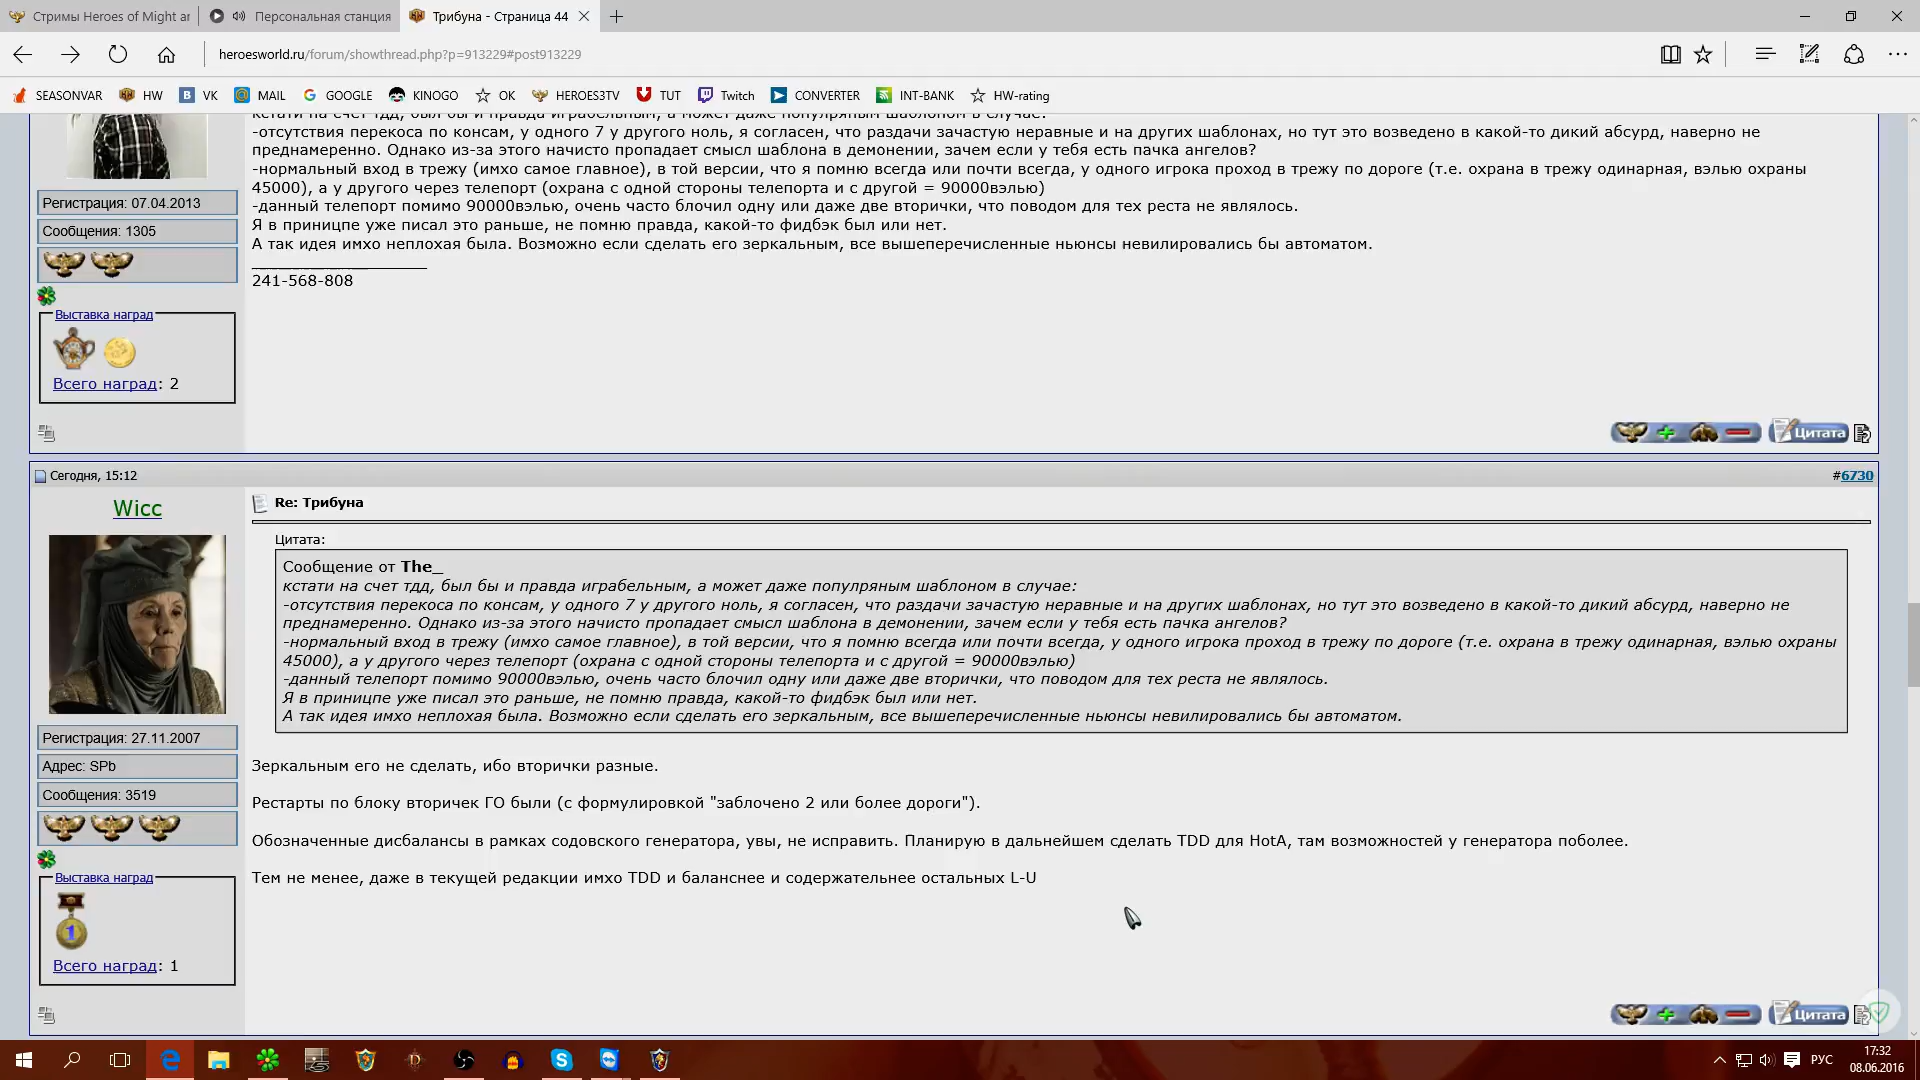 Стримы Heroes of Might ar
Персональная станция
Трибуна - Страница 44
heroesworld.ru/forum/showthread.php?p=913229#post913229
SEASONVAR HW VK MAIL GOOGLE KINOGO OK HEROES3TV TUT Twitch CONVERTER INT-BANK HW-rating
кстати на счет тдд, был бы и правда играбельным, а может даже популряным шаблоном в случае:
-отсутствия перекоса по консам, у одного 7 у другого ноль, я согласен, что раздачи зачастую неравные и на других шаблонах, но тут это возведено в какой-то дикий абсурд, наверно не
преднамеренно. Однако из-за этого начисто пропадает смысл шаблона в демонении, зачем если у тебя есть пачка ангелов?
-нормальный вход в трежу (имхо самое главное), в той версии, что я помню всегда или почти всегда, у одного игрока проход в трежу по дороге (т.е. охрана в трежу одинарная, вэлью охраны
45000), а у другого через телепорт (охрана с одной стороны телепорта и с другой = 90000вэлью)
-данный телепорт помимо 90000вэлью, очень часто блочил одну или даже две вторички, что поводом для тех реста не являлось.
Я в приницпе уже писал это раньше, не помню правда, какой-то фидбэк был или нет.
А так идея имхо неплохая была. Возможно если сделать его зеркальным, все вышеперечисленные ньюнсы невилировались бы автоматом.
241-568-808
Регистрация: 07.04.2013
Сообщения: 1305
Выставка наград
Всего наград: 2
Цитата
Сегодня, 15:12
#6730
Wicc
Re: Трибуна
Цитата:
Сообщение от The_
кстати на счет тдд, был бы и правда играбельным, а может даже популряным шаблоном в случае:
-отсутствия перекоса по консам, у одного 7 у другого ноль, я согласен, что раздачи зачастую неравные и на других шаблонах, но тут это возведено в какой-то дикий абсурд, наверно не
преднамеренно. Однако из-за этого начисто пропадает смысл шаблона в демонении, зачем если у тебя есть пачка ангелов?
-нормальный вход в трежу (имхо самое главное), в той версии, что я помню всегда или почти всегда, у одного игрока проход в трежу по дороге (т.е. охрана в трежу одинарная, вэлью охраны
45000), а у другого через телепорт (охрана с одной стороны телепорта и с другой = 90000вэлью)
-данный телепорт помимо 90000вэлью, очень часто блочил одну или даже две вторички, что поводом для тех реста не являлось.
Я в приницпе уже писал это раньше, не помню правда, какой-то фидбэк был или нет.
А так идея имхо неплохая была. Возможно если сделать его зеркальным, все вышеперечисленные ньюнсы невилировались бы автоматом.
Регистрация: 27.11.2007
Адрес: SPb
Сообщения: 3519
Выставка наград
1
Всего наград: 1
Зеркальным его не сделать, ибо вторички разные.
Рестарты по блоку вторичек ГО были (с формулировкой "заблочено 2 или более дороги").
Обозначенные дисбалансы в рамках содовского генератора, увы, не исправить. Планирую в дальнейшем сделать TDD для HotA, там возможностей у генератора поболее.
Тем не менее, даже в текущей редакции имхо TDD и баланснее и содержательнее остальных L-U
Цитата
РУС
17:32
08.06.2016